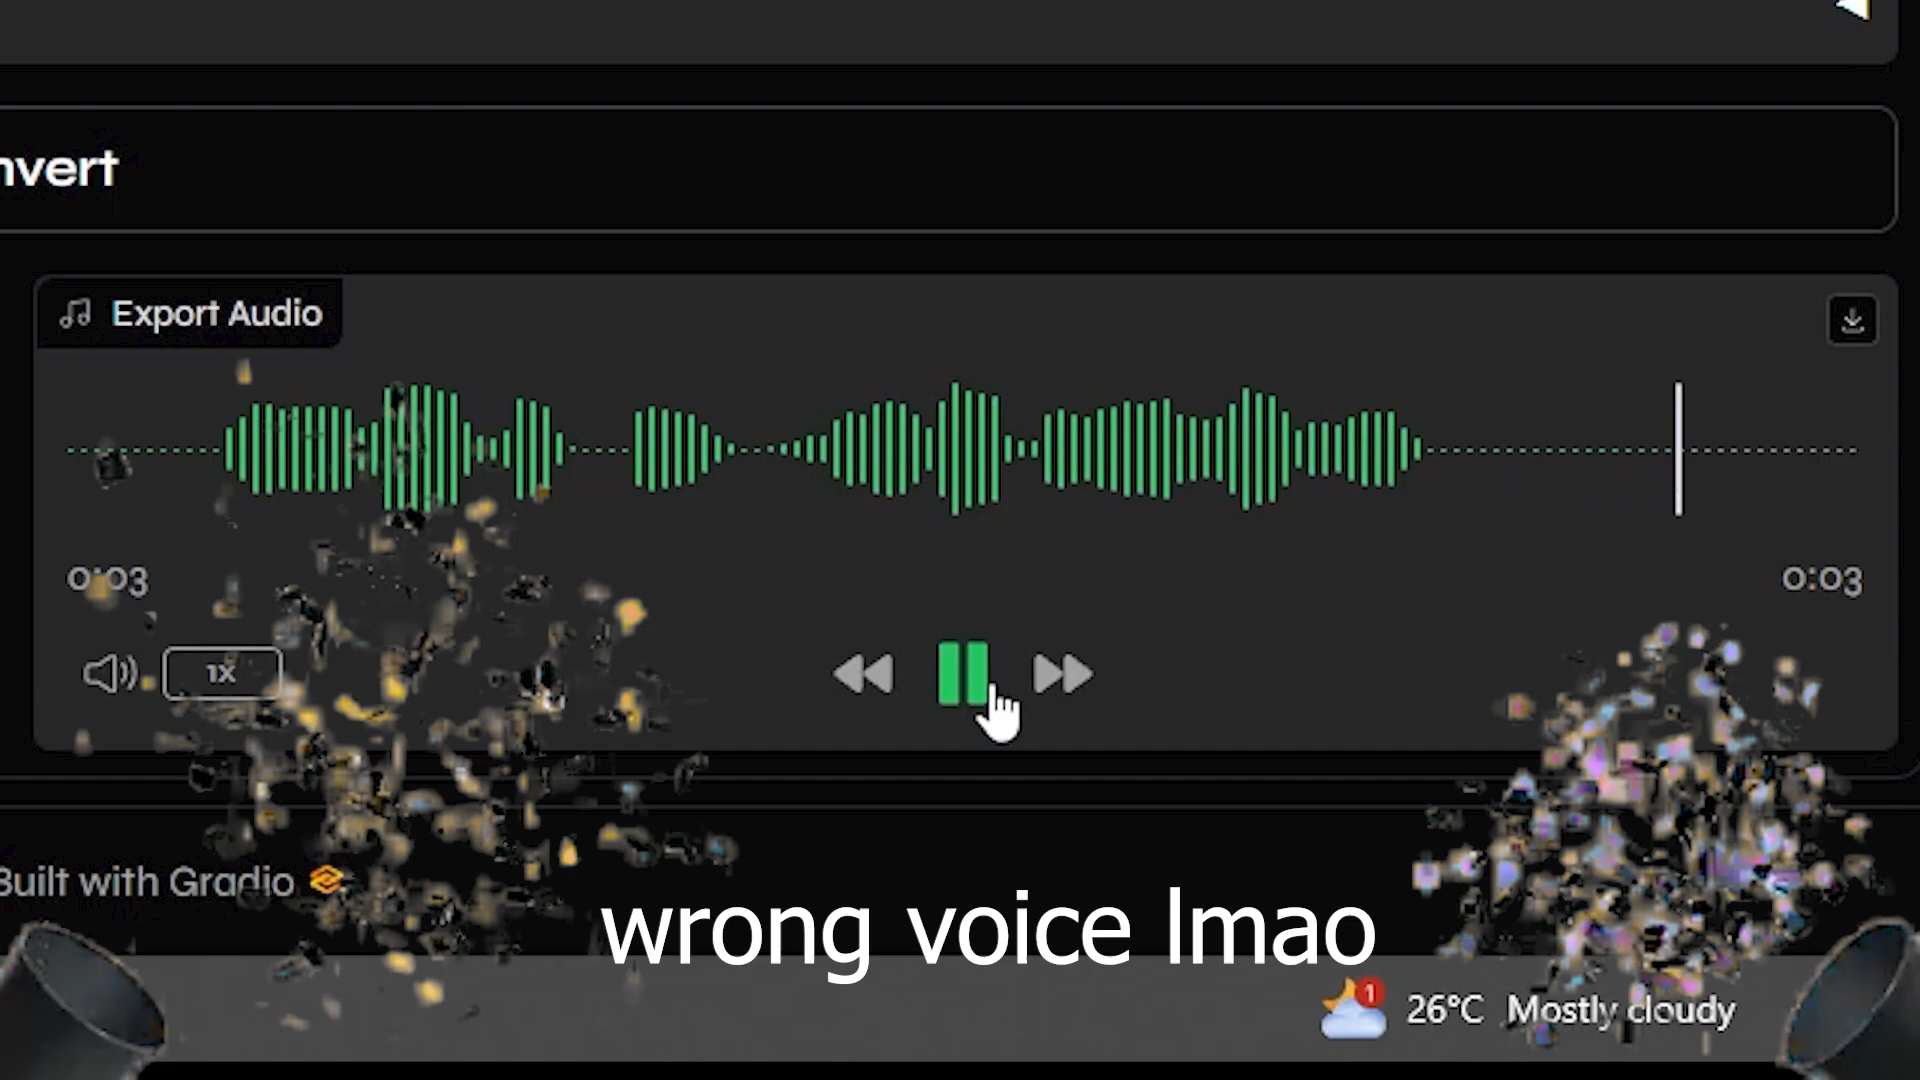 nvert
Export Audio
0:03
0:03
1X
Built with Gradio
wrong voice lmao
1
26°C Mostly cloudy